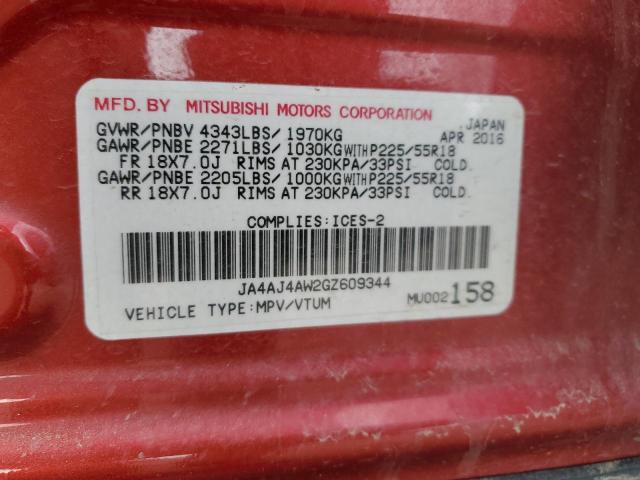 MFD. BY MITSUBISHI MOTORS CORPORATION
JAPAN
GVWR/PNBV 4343LBS/1970KG APR 2016
GAWR/PNBE 2271LBS/1030KG WITH P225/55R18
FR 18X7.0J RIMS AT 230KPA/33PSI COLD.
GAWR/PNBE 2205LBS/1000KG WITH P225/55R18
RR 18X7.0J RIMS AT 230KPA/33PSI COLD.
COMPLIES:ICES-2
JA4AJ4AW2GZ609344
VEHICLE TYPE:MPV/VTUM MU002158